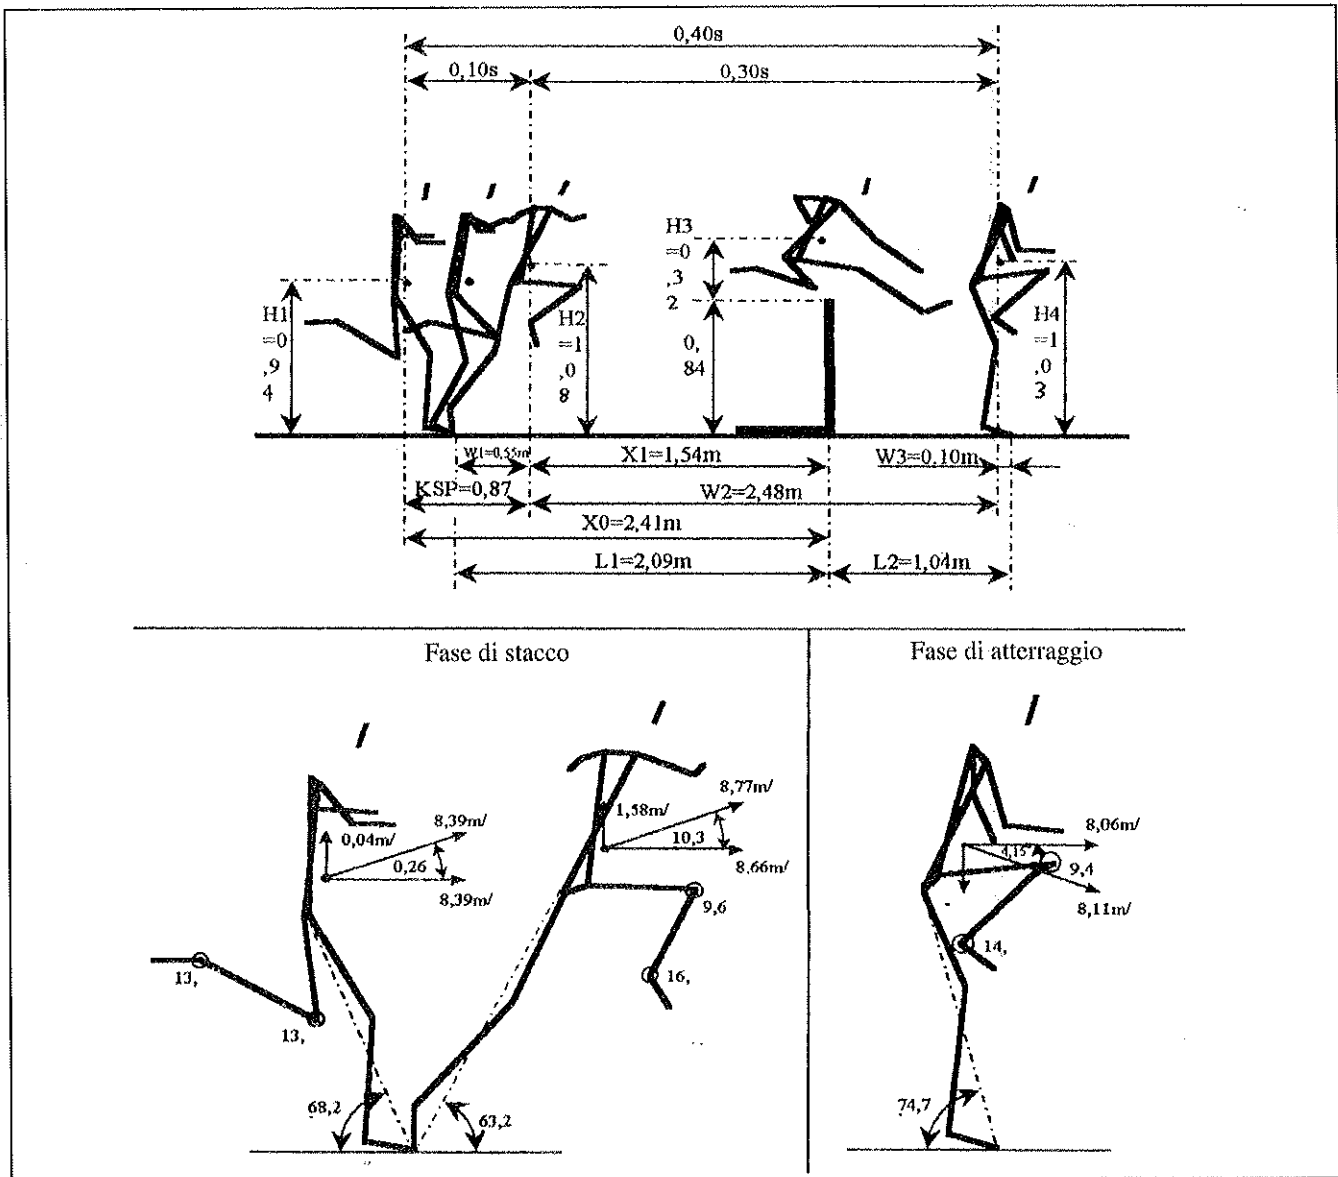 0,40s
0,10s
0,30s
H1
=0
,9
4
H2
=1
,0
8
H3
=0
,3
2
0,
84
H4
=1
,0
3
W1=0,55m
X1=1,54m
W3=0.10m
KSP=0,87
W2=2,48m
X0=2,41m
L1=2,09m
L2=1,04m
Fase di stacco
Fase di atterraggio
0,04m/
8,39m/
0,26
8,39m/
13,
13,
68,2
1,58m/
8,77m/
10,3
8,66m/
9,6
16,
63,2
8,06m/
4,15°
9,4
8,11m/
14,
74,7